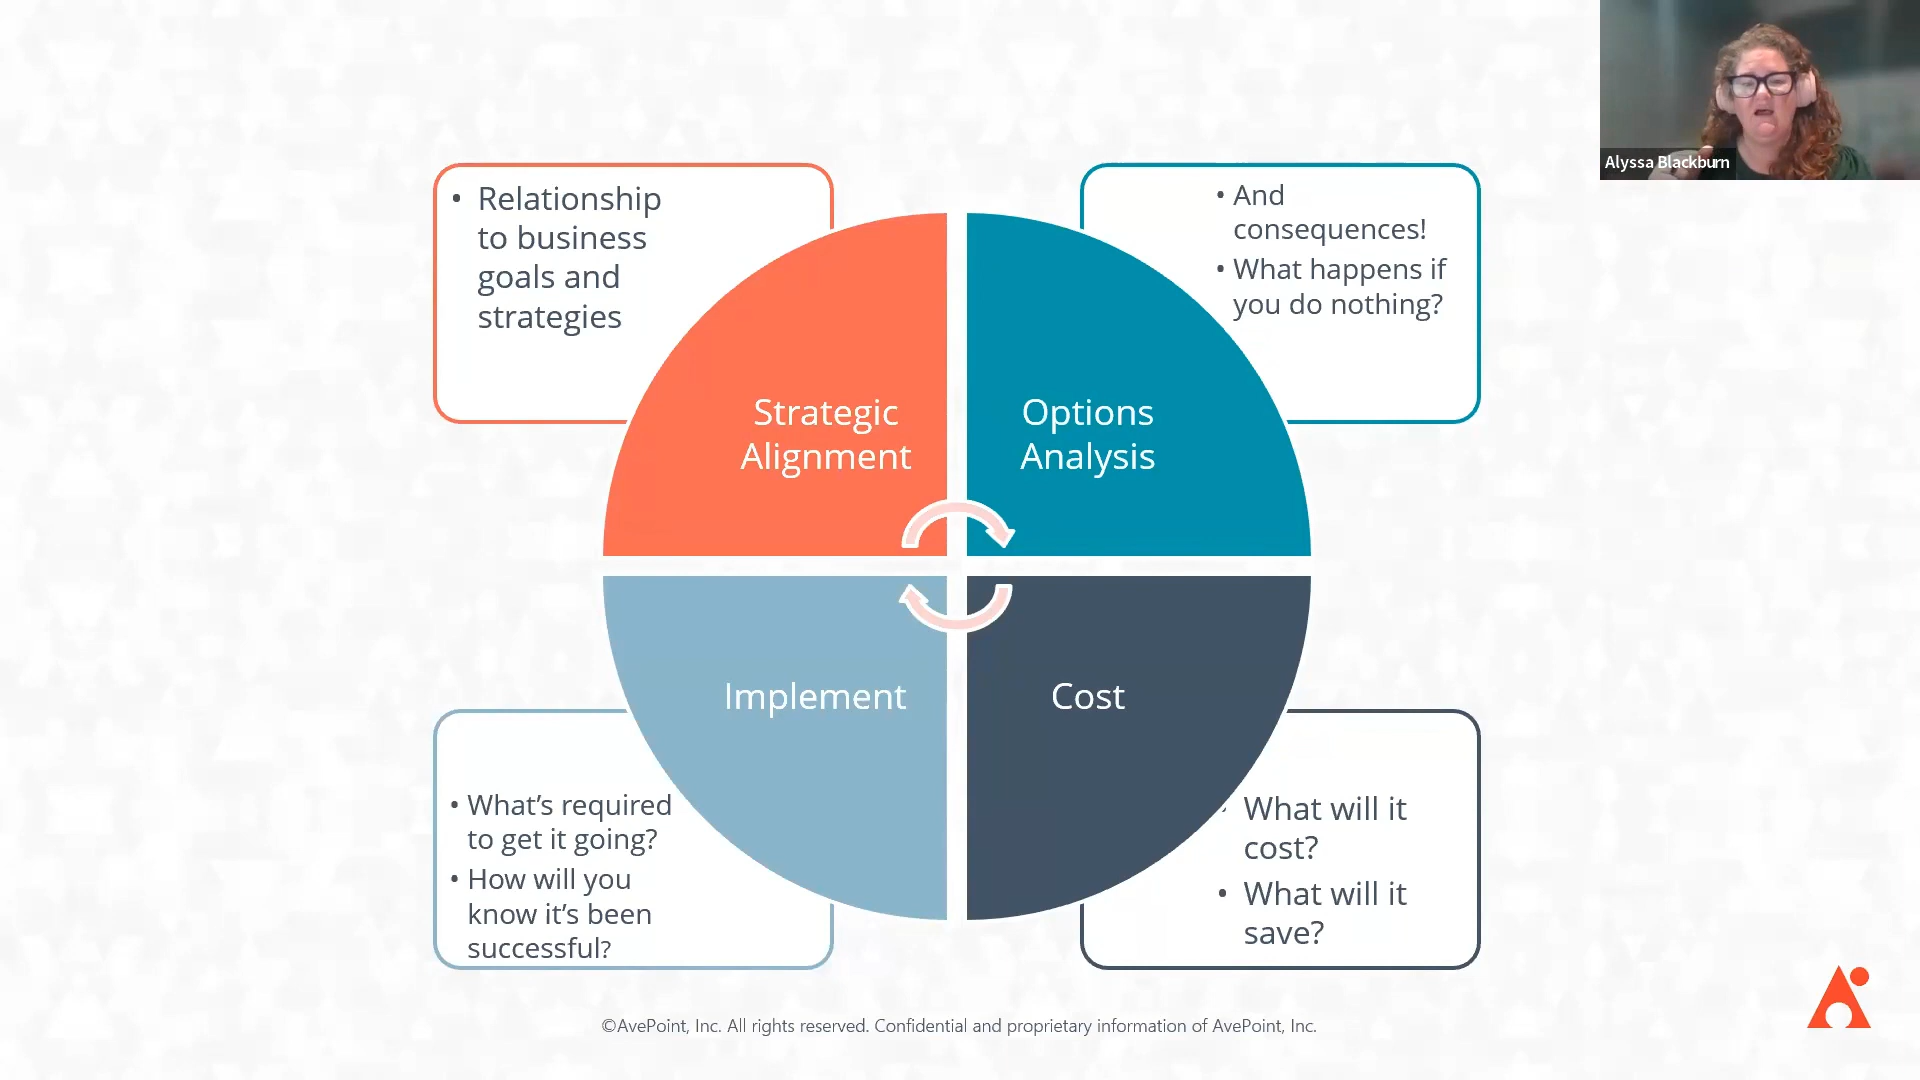 Alyssa Blackburn
• Relationship
to business
goals and
strategies
• And
consequences!
• What happens if
you do nothing?
Strategic
Alignment
Options
Analysis
Implement
Cost
• What's required
to get it going?
• How will you
know it's been
successful?
• What will it
cost?
• What will it
save?
©AvePoint, Inc. All rights reserved. Confidential and proprietary information of AvePoint, Inc.